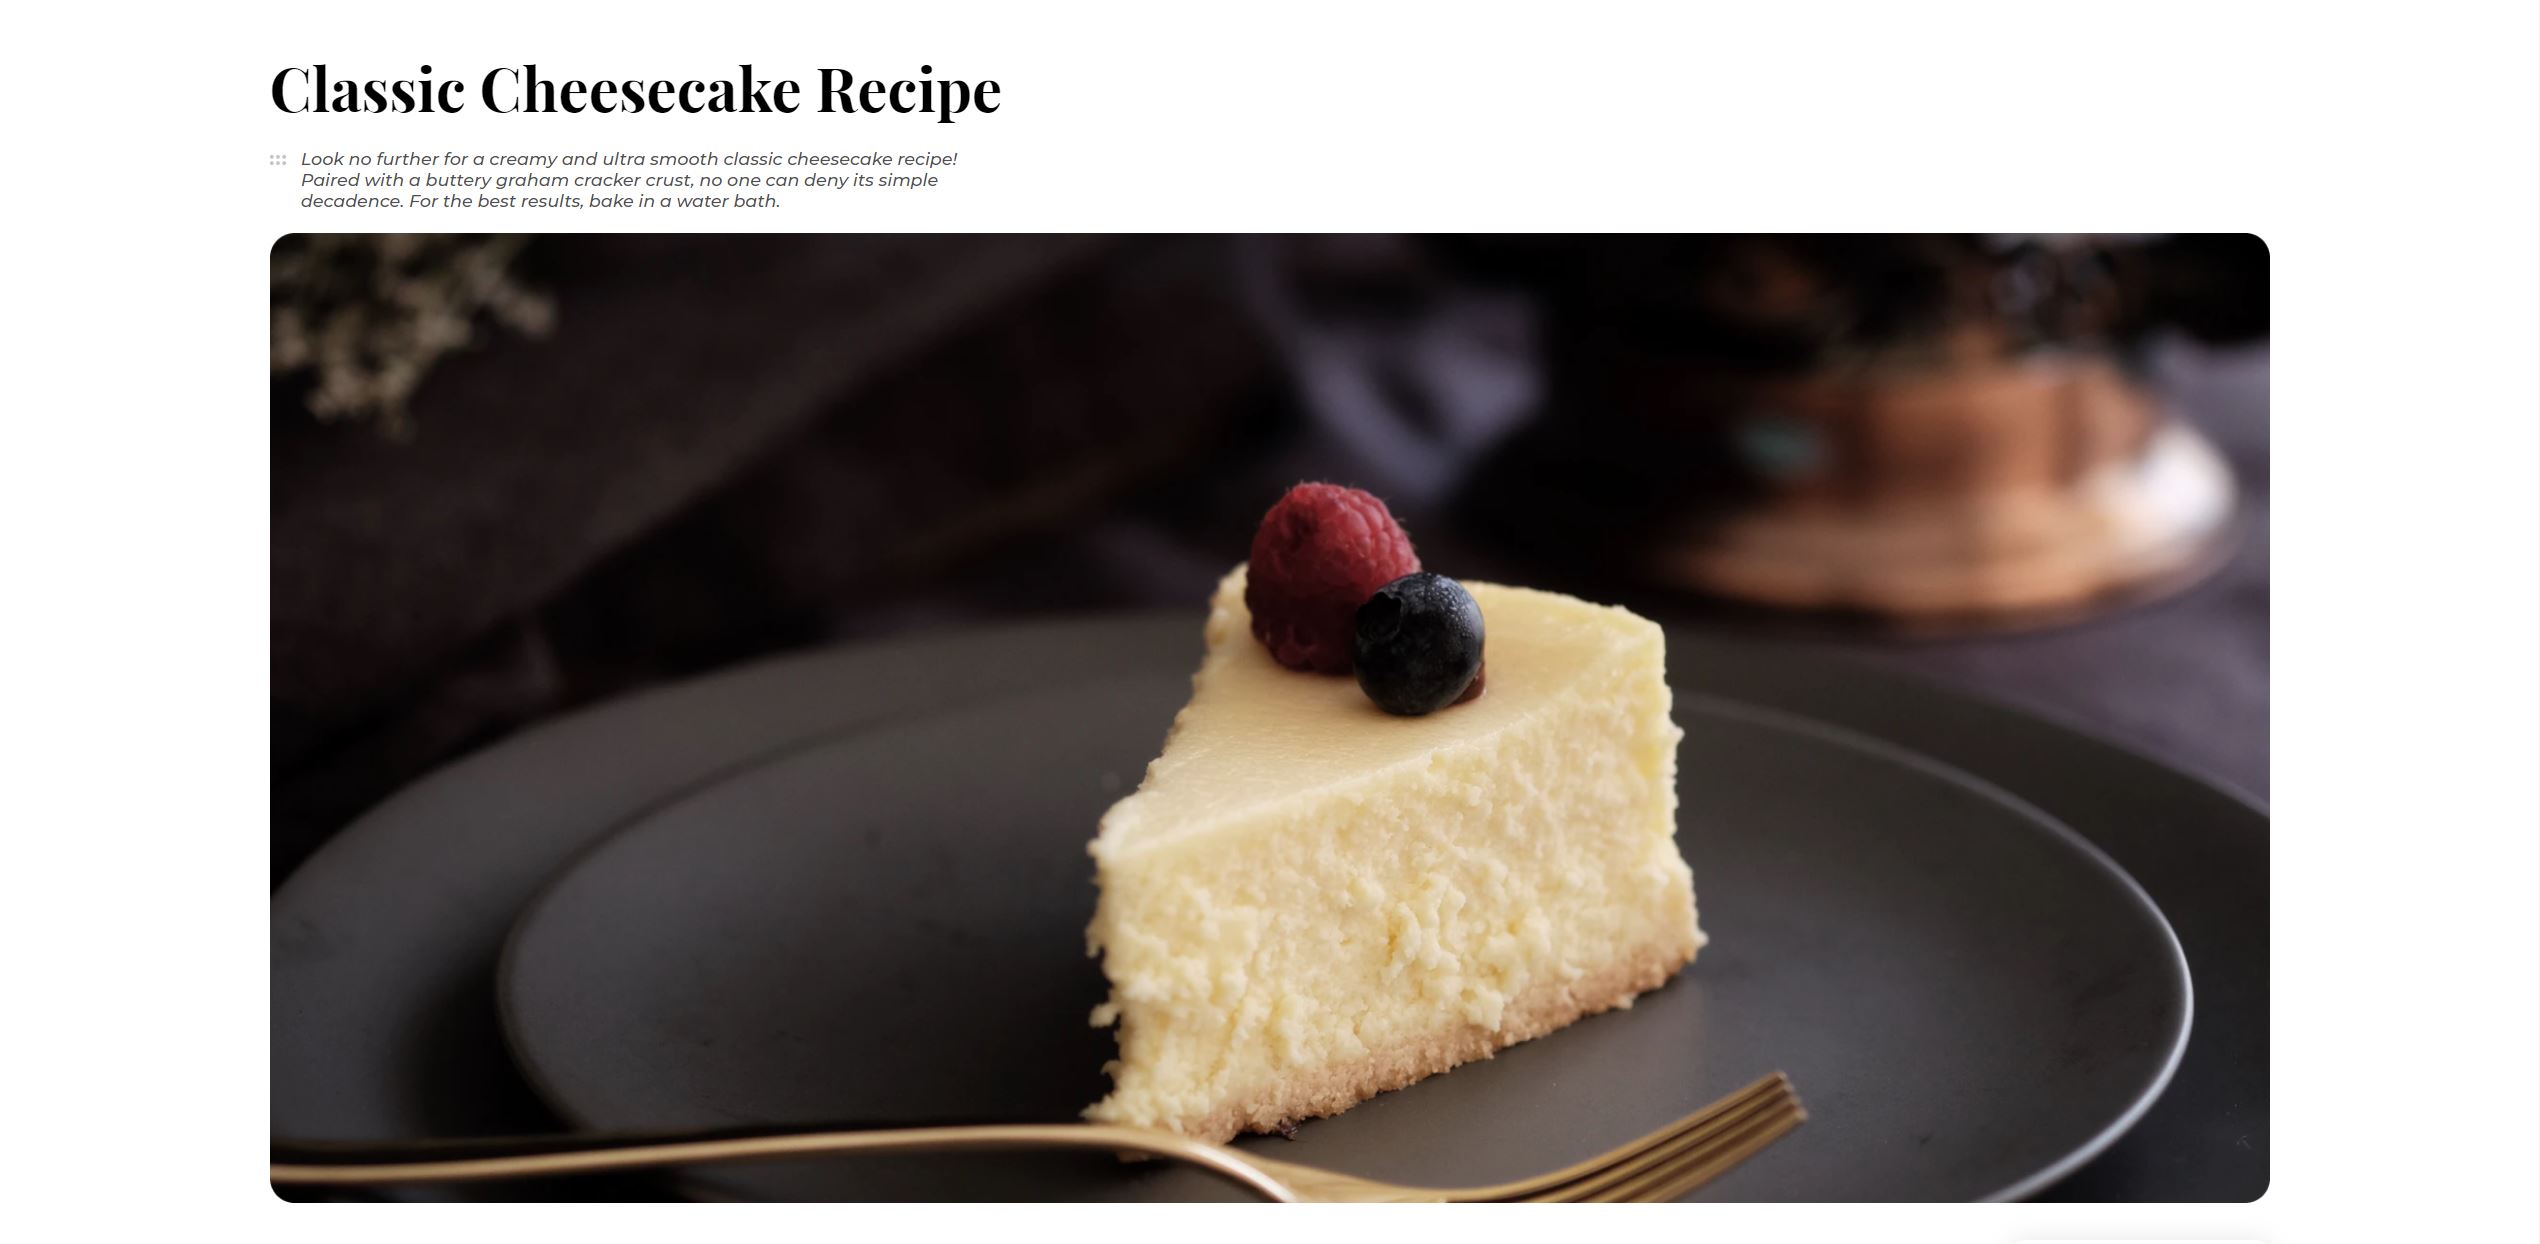 Classic Cheesecake Recipe
Look no further for a creamy and ultra smooth classic cheesecake recipe!
Paired with a buttery graham cracker crust, no one can deny its simple
decadence. For the best results, bake in a water bath.